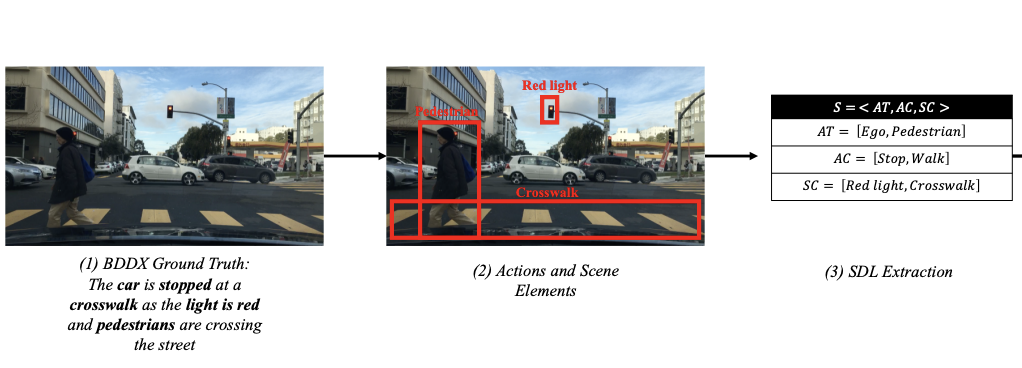 Pedestrian
Red light
Crosswalk
S = < AT, AC, SC >
AT = [Ego, Pedestrian]
AC = [Stop, Walk]
SC = [Red light, Crosswalk]
(1) BDDX Ground Truth:
The car is stopped at a
crosswalk as the light is red
and pedestrians are crossing
the street
(2) Actions and Scene
Elements
(3) SDL Extraction